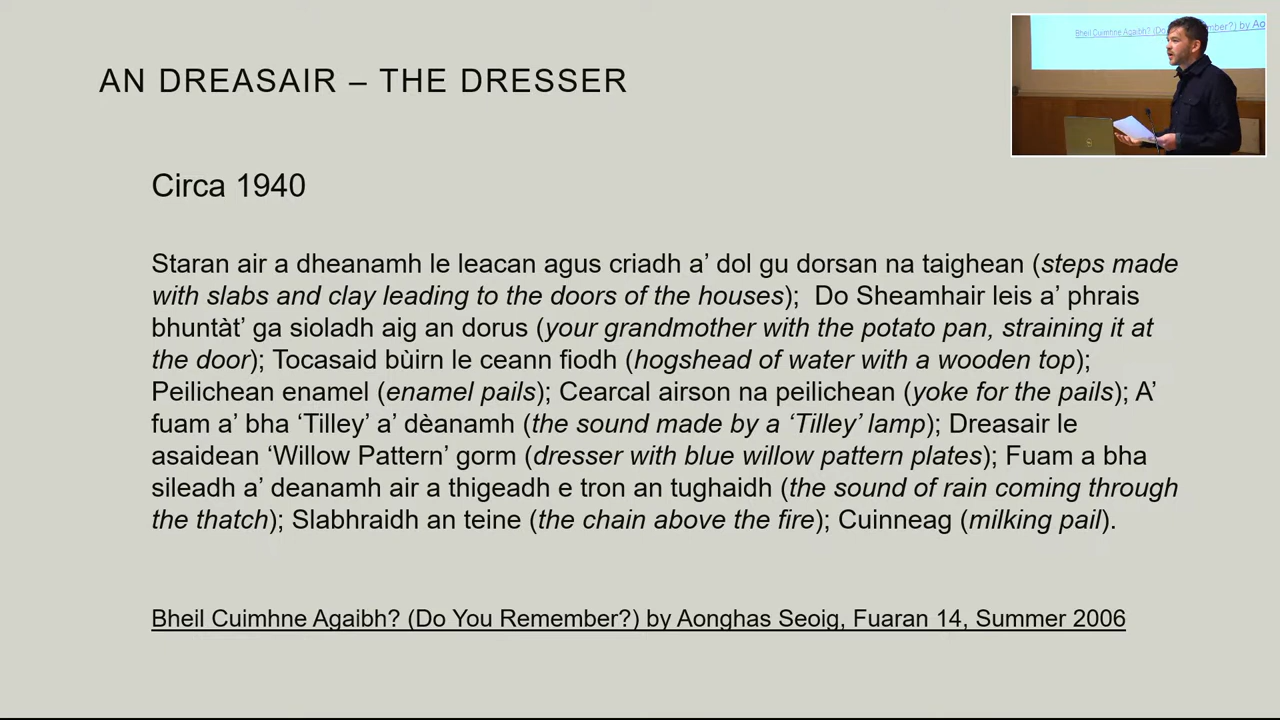 AN DREASAIR – THE DRESSER
Circa 1940
Staran air a dheanamh le leacan agus criadh a’ dol gu dorsan na taighean (steps made
with slabs and clay leading to the doors of the houses);  Do Sheamhair leis a’ phrais
bhuntàt’ ga sioladh aig an dorus (your grandmother with the potato pan, straining it at
the door); Tocasaid bùirn le ceann fiodh (hogshead of water with a wooden top);
Peilichean enamel (enamel pails); Cearcal airson na peilichean (yoke for the pails); A’
fuam a’ bha ‘Tilley’ a’ dèanamh (the sound made by a ‘Tilley’ lamp); Dreasair le
asaidean ‘Willow Pattern’ gorm (dresser with blue willow pattern plates); Fuam a bha
sileadh a’ deanamh air a thigeadh e tron an tughaidh (the sound of rain coming through
the thatch); Slabhraidh an teine (the chain above the fire); Cuinneag (milking pail).
Bheil Cuimhne Agaibh? (Do You Remember?) by Aonghas Seoig, Fuaran 14, Summer 2006
Bheil Cuimhne Agaibh? (Do mber?) by Ao